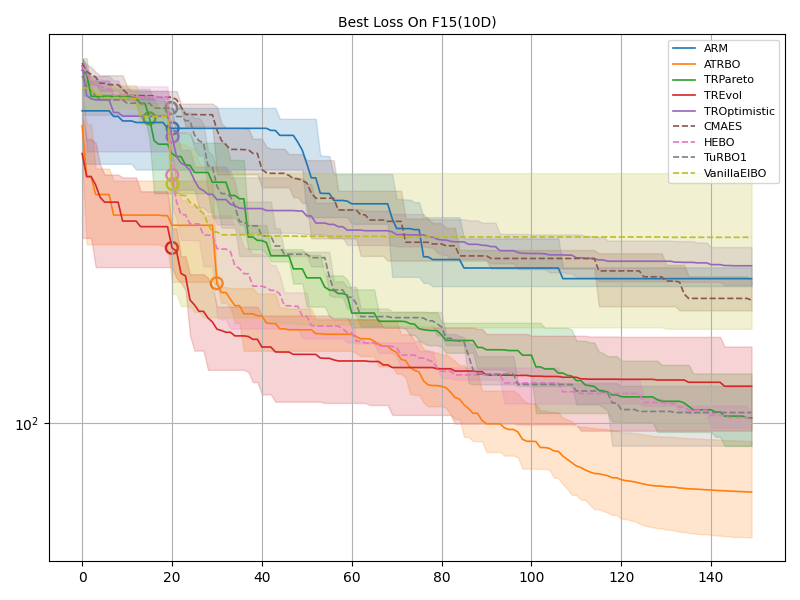 Best Loss On F15(10D)
ARM
ATRBO
TRPareto
TREvol
TROptimistic
CMAES
HEBO
TuRBO1
VanillaEIBO
10²
0 20 40 60 80 100 120 140